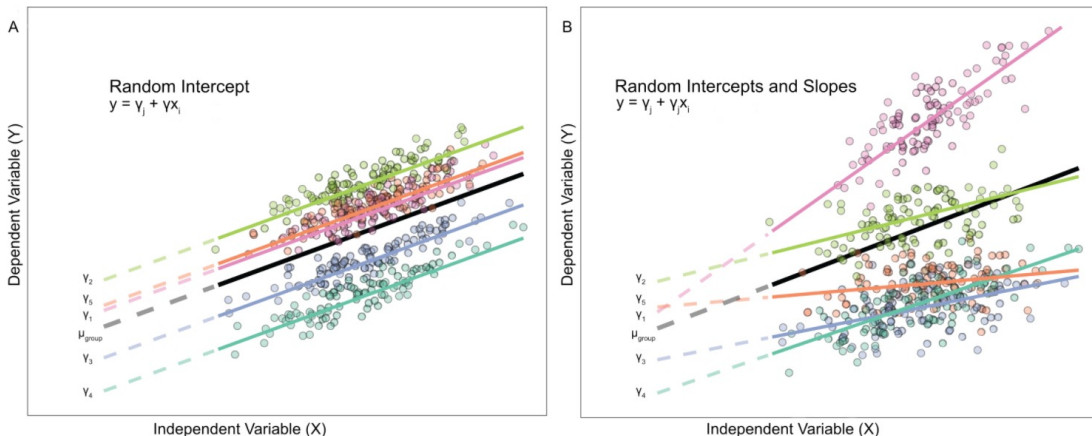 A
Random Intercept
y = γⱼ + γxᵢ
Dependent Variable (Y)
γ₂
γ₅
γ₁
μgroup
γ₃
γ₄
Independent Variable (X)
B
Random Intercepts and Slopes
y = γⱼ + γⱼxᵢ
Dependent Variable (Y)
γ₂
γ₅
γ₁
μgroup
γ₃
γ₄
Independent Variable (X)